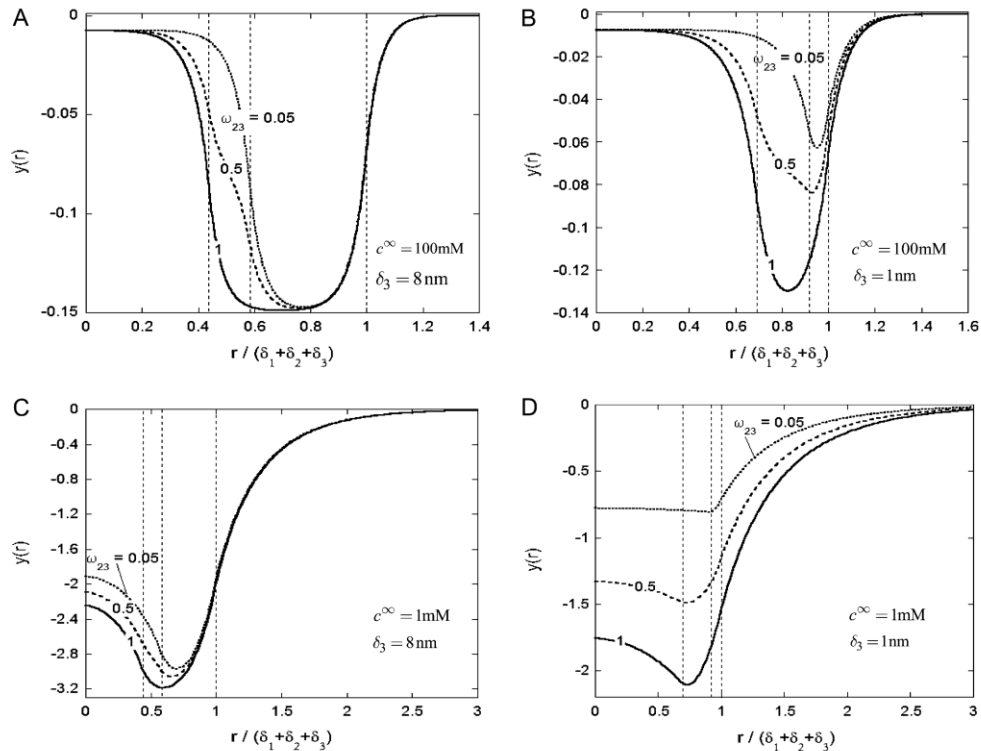 A
0
-0.05
-0.1
-0.15
y(r)
ω23 = 0.05
0.5
1
c∞ = 100mM
δ3 = 8nm
0 0.2 0.4 0.6 0.8 1 1.2 1.4
r / (δ1+δ2+δ3)
B
0
-0.02
-0.04
-0.06
-0.08
-0.1
-0.12
-0.14
y(r)
ω23 = 0.05
0.5
1
c∞ = 100mM
δ3 = 1nm
0 0.2 0.4 0.6 0.8 1 1.2 1.4 1.6
r / (δ1+δ2+δ3)
C
0
-0.4
-0.8
-1.2
-1.6
-2
-2.4
-2.8
-3.2
y(r)
ω23 = 0.05
0.5
1
c∞ = 1mM
δ3 = 8nm
0 0.5 1 1.5 2 2.5 3
r / (δ1+δ2+δ3)
D
0
-0.5
-1
-1.5
-2
y(r)
ω23 = 0.05
0.5
1
c∞ = 1mM
δ3 = 1nm
0 0.5 1 1.5 2 2.5 3
r / (δ1+δ2+δ3)